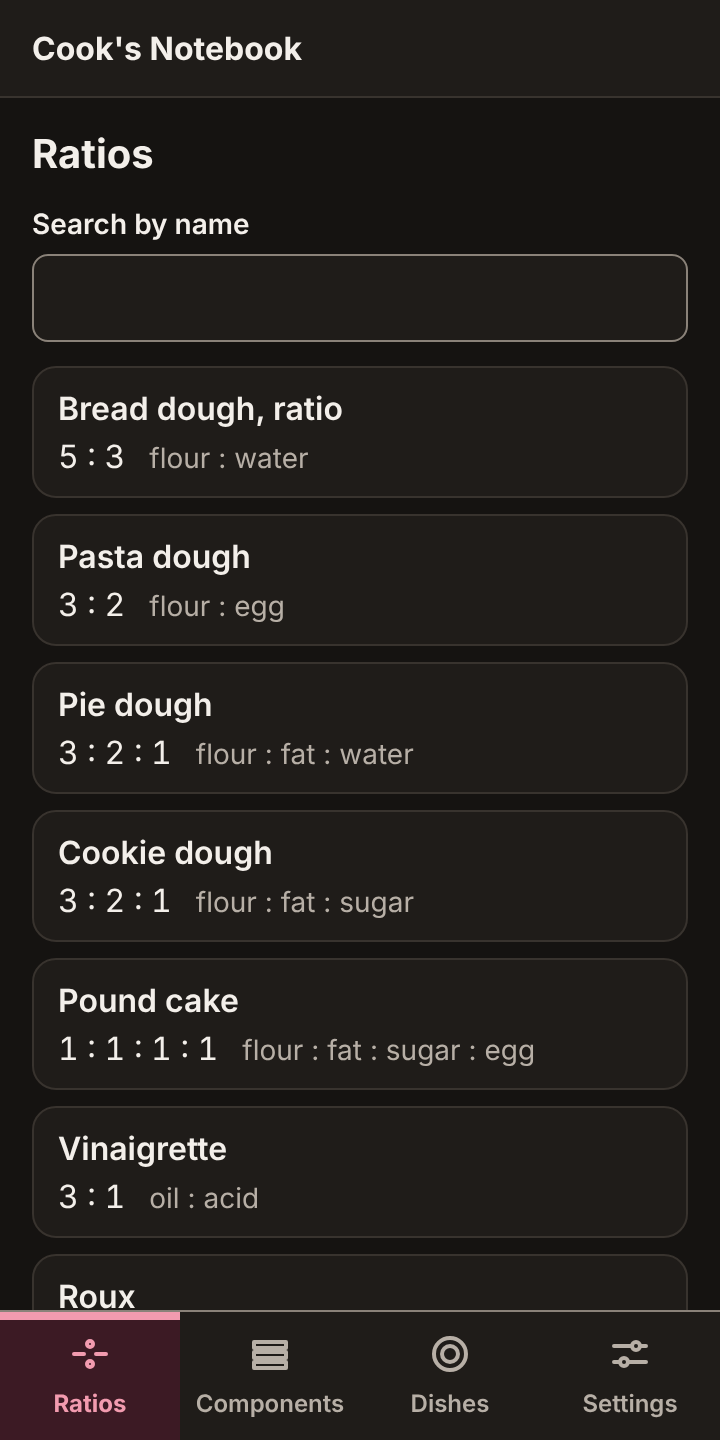 Cook's Notebook
Ratios
Search by name
Bread dough, ratio
5 : 3 flour : water
Pasta dough
3 : 2 flour : egg
Pie dough
3 : 2 : 1 flour : fat : water
Cookie dough
3 : 2 : 1 flour : fat : sugar
Pound cake
1 : 1 : 1 : 1 flour : fat : sugar : egg
Vinaigrette
3 : 1 oil : acid
Roux
Ratios Components Dishes Settings